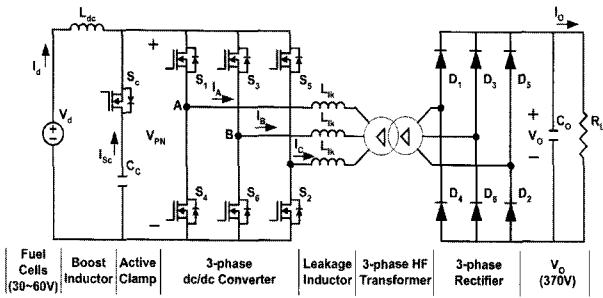 L_dc
I_d
V_d
S_c
I_Sc
C_C
+
V_PN
−
S_1
S_3
S_5
I_A
A
I_B
B
I_C
L_lk
L_lk
L_lk
S_4
S_6
S_2
D_1
D_3
D_5
D_4
D_6
D_2
I_O
+
V_O
−
C_O
R_L
Fuel Cells (30~60V)
Boost Inductor
Active Clamp
3-phase dc/dc Converter
Leakage Inductor
3-phase HF Transformer
3-phase Rectifier
V_O (370V)